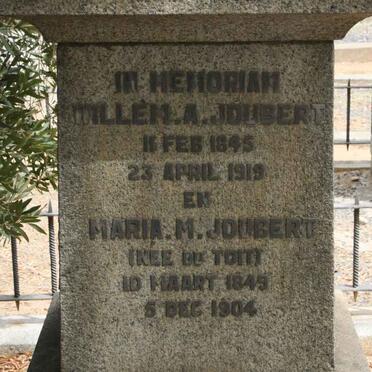 IN MEMORIAM
WILLEM. A. JOUBERT
11 FEB 1845
23 APRIL 1919
EN
MARIA. M. JOUBERT
(NEE DU TOIT)
10 MAART 1849
5 DEC 1904